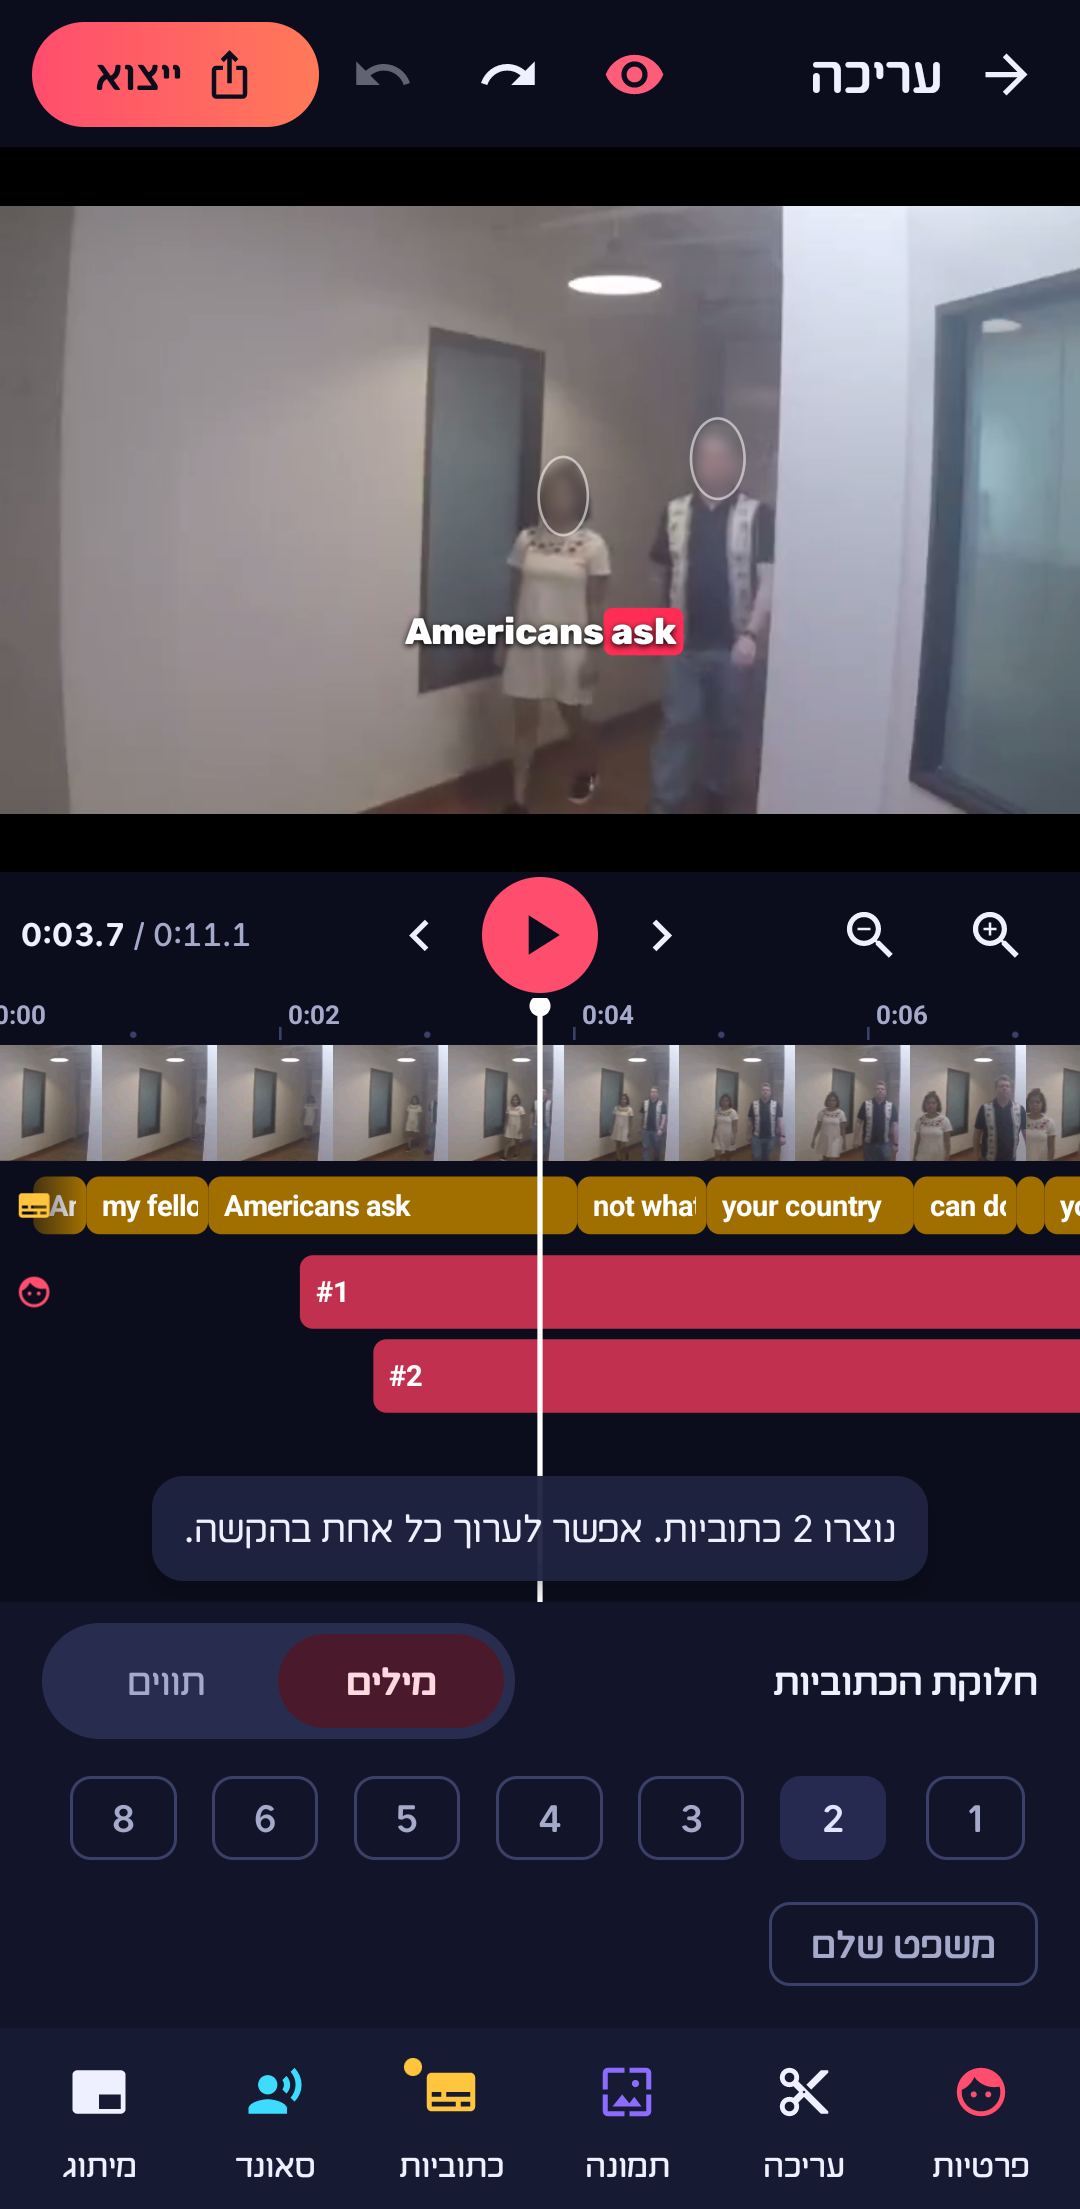 עריכה
ייצוא
Americans ask
0:03.7 / 0:11.1
0:00 0:02 0:04 0:06
my fello Americans ask not what your country can do
#1
#2
נוצרו 2 כתוביות. אפשר לערוך כל אחת בהקשה.
חלוקת הכתוביות
מילים
תווים
1 2 3 4 5 6 8
משפט שלם
פרטיות עריכה תמונה כתוביות סאונד מיתוג